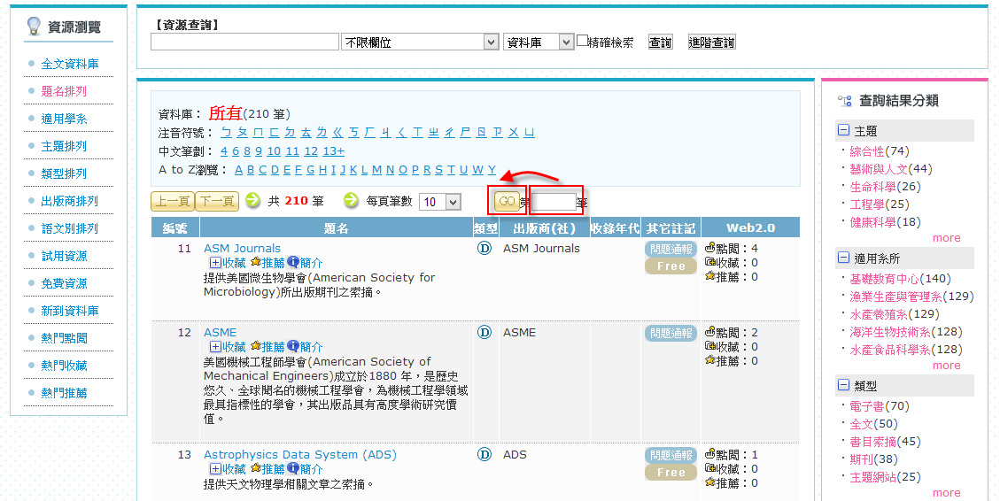 資源瀏覽
全文資料庫
題名排列
適用學系
主題排列
類型排列
出版商排列
語文別排列
試用資源
免費資源
新到資料庫
熱門點閱
熱門收藏
熱門推薦
【資源查詢】
不限欄位 資料庫 精確檢索 查詢 進階查詢
資料庫： 所有(210 筆)
注音符號： ㄅ ㄆ ㄇ ㄈ ㄉ ㄊ ㄌ ㄍ ㄎ ㄏ ㄐ ㄑ ㄒ ㄓ ㄔ ㄕ ㄖ ㄗ ㄨ ㄩ
中文筆劃： 4 6 8 9 10 11 12 13+
A to Z瀏覽： A B C D E F G H I J K L M N O P R S T U W Y
上一頁 下一頁 共 210 筆 每頁筆數 10 GO 第 筆
編號 題名 類型 出版商(社) 收錄年代 其它註記 Web2.0
11 ASM Journals D ASM Journals 問題通報 點閱：4
收藏 推薦 簡介 Free 收藏：0
提供美國微生物學會(American Society for 推薦：0
Microbiology)所出版期刊之索摘。
12 ASME D ASME 問題通報 點閱：2
收藏 推薦 簡介 收藏：0
美國機械工程師學會(American Society of 推薦：0
Mechanical Engineers)成立於1880 年，是歷史
悠久、全球聞名的機械工程學會，為機械工程學領域
最具指標性的學會，其出版品具有高度學術研究價
值。
13 Astrophysics Data System (ADS) D ADS 問題通報 點閱：1
收藏 推薦 簡介 Free 收藏：0
提供天文物理學相關文章之索摘。 推薦：0
查詢結果分類
主題
綜合性(74)
藝術與人文(44)
生命科學(26)
工程學(25)
健康科學(18)
more
適用系所
基礎教育中心(140)
漁業生產與管理系(129)
水產養殖系(129)
海洋生物技術系(128)
水產食品科學系(128)
more
類型
電子書(70)
全文(50)
書目索摘(45)
期刊(38)
主題網站(25)
more